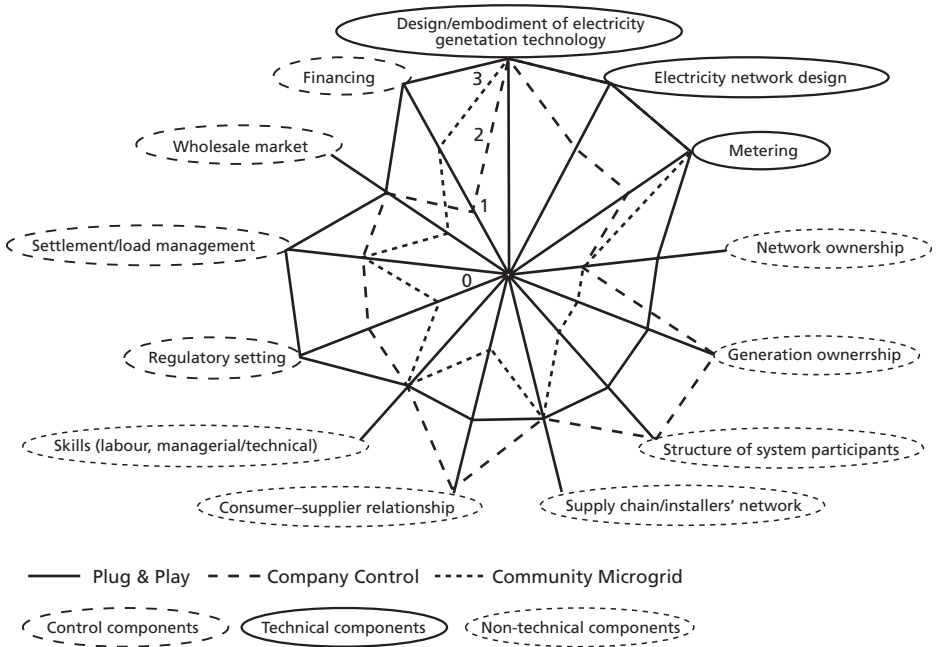 Design/embodiment of electricity
genetation technology
Financing
3
Electricity network design
2
Wholesale market
Metering
1
Settlement/load management
Network ownership
0
Regulatory setting
Generation ownerrship
Skills (labour, managerial/technical)
Structure of system participants
Consumer–supplier relationship
Supply chain/installers’ network
Plug & Play
Company Control
Community Microgrid
Control components
Technical components
Non-technical components